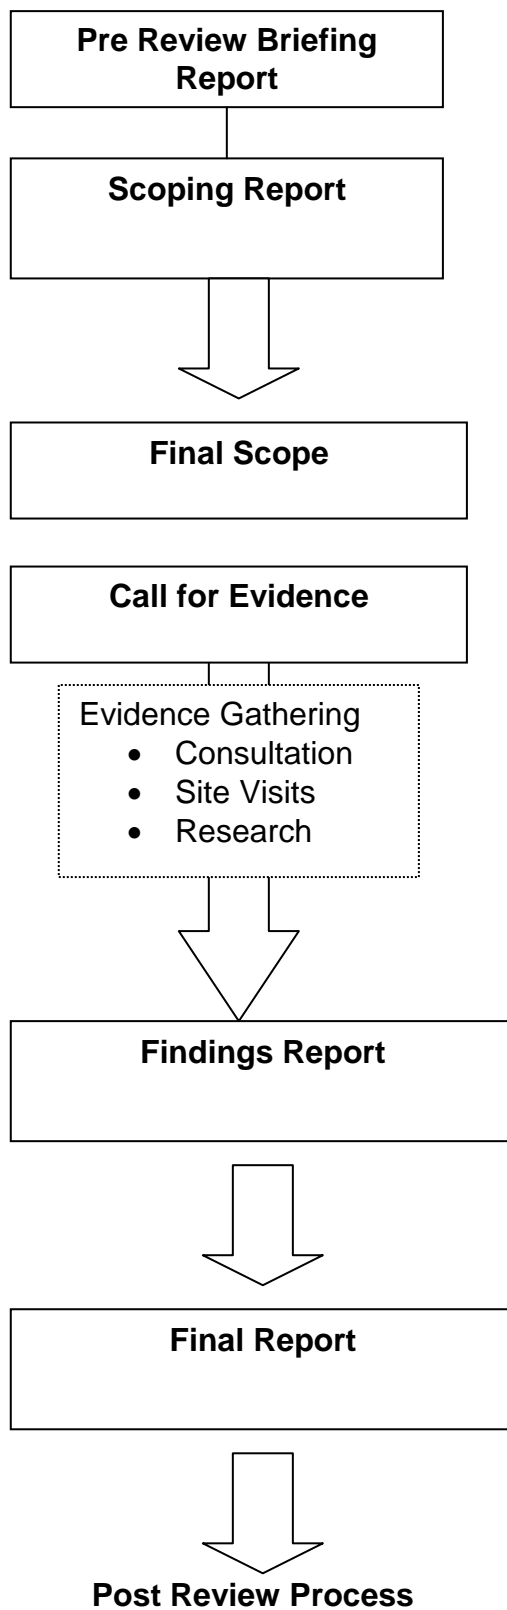 Pre Review Briefing
Report
Scoping Report
Final Scope
Call for Evidence
Evidence Gathering
• Consultation
• Site Visits
• Research
Findings Report
Final Report
Post Review Process